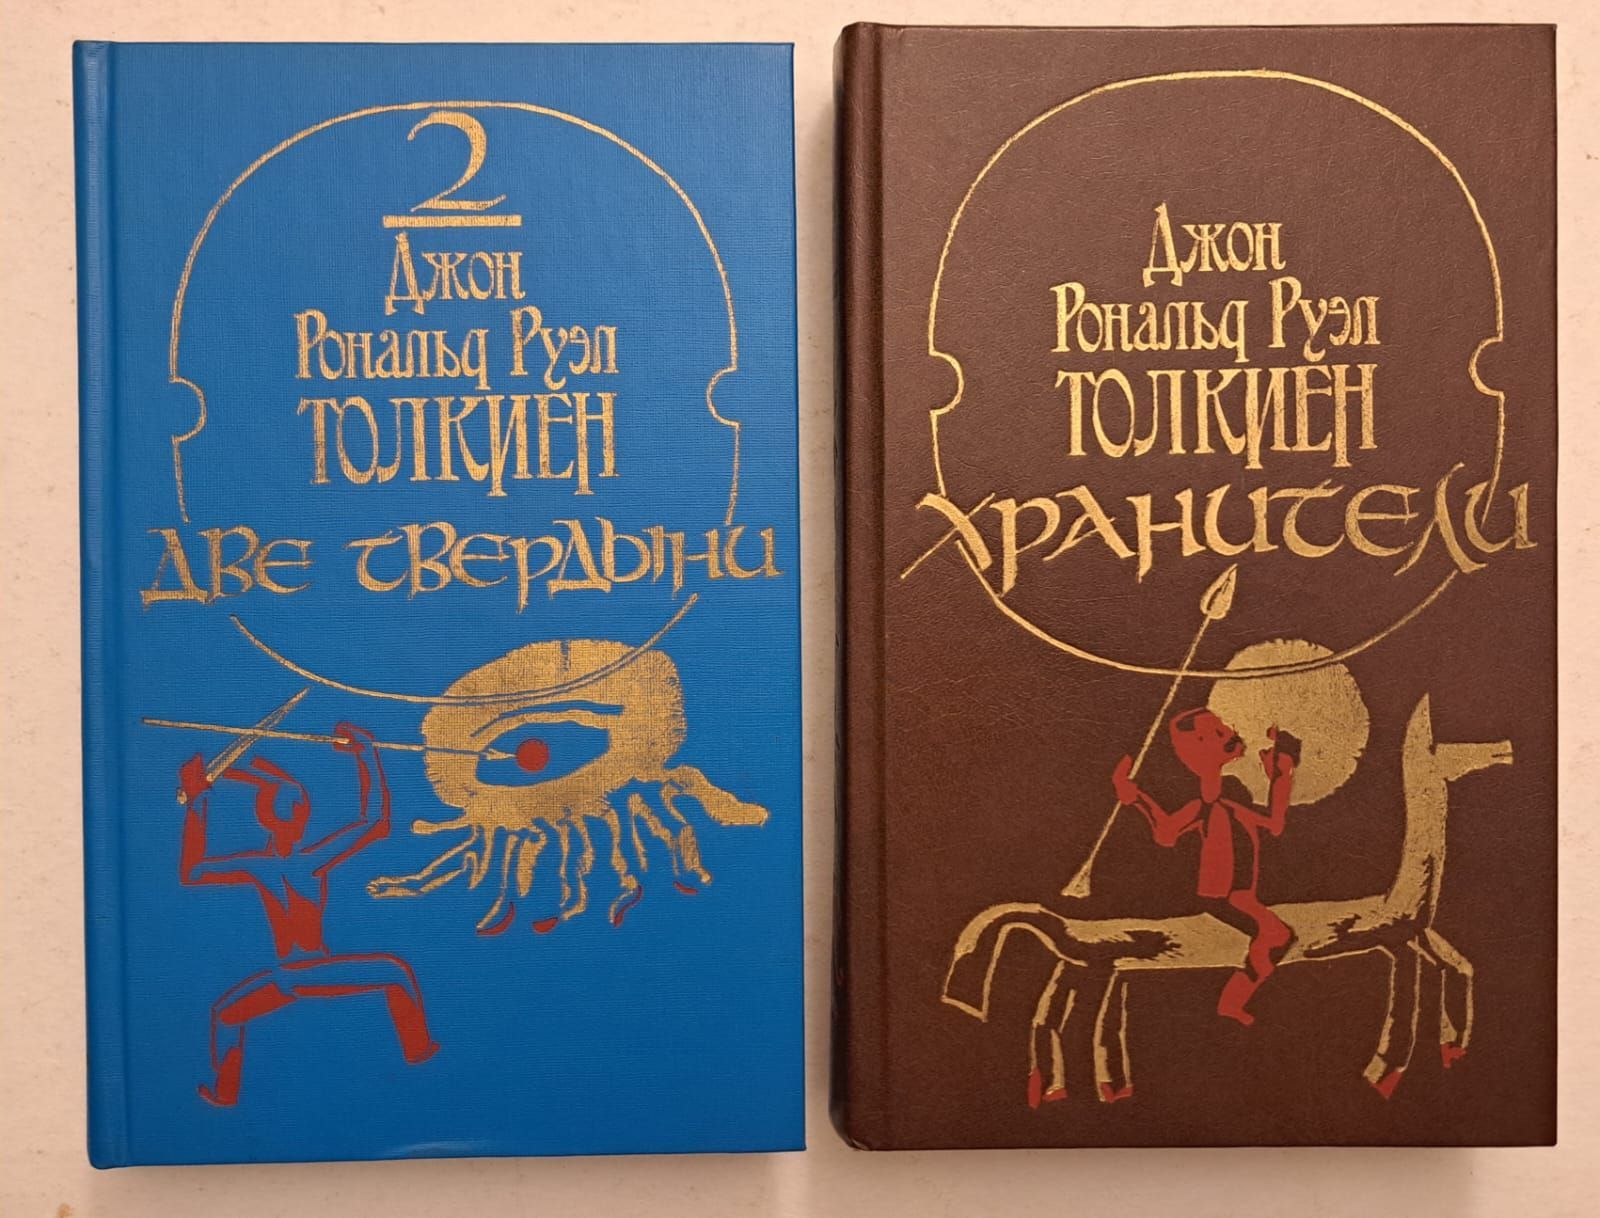 2
Джон
Рональд Руэл
ТОЛКИЕН
ДВЕ ТВЕРДЫНИ
Джон
Рональд Руэл
ТОЛКИЕН
ХРАНИТЕЛИ